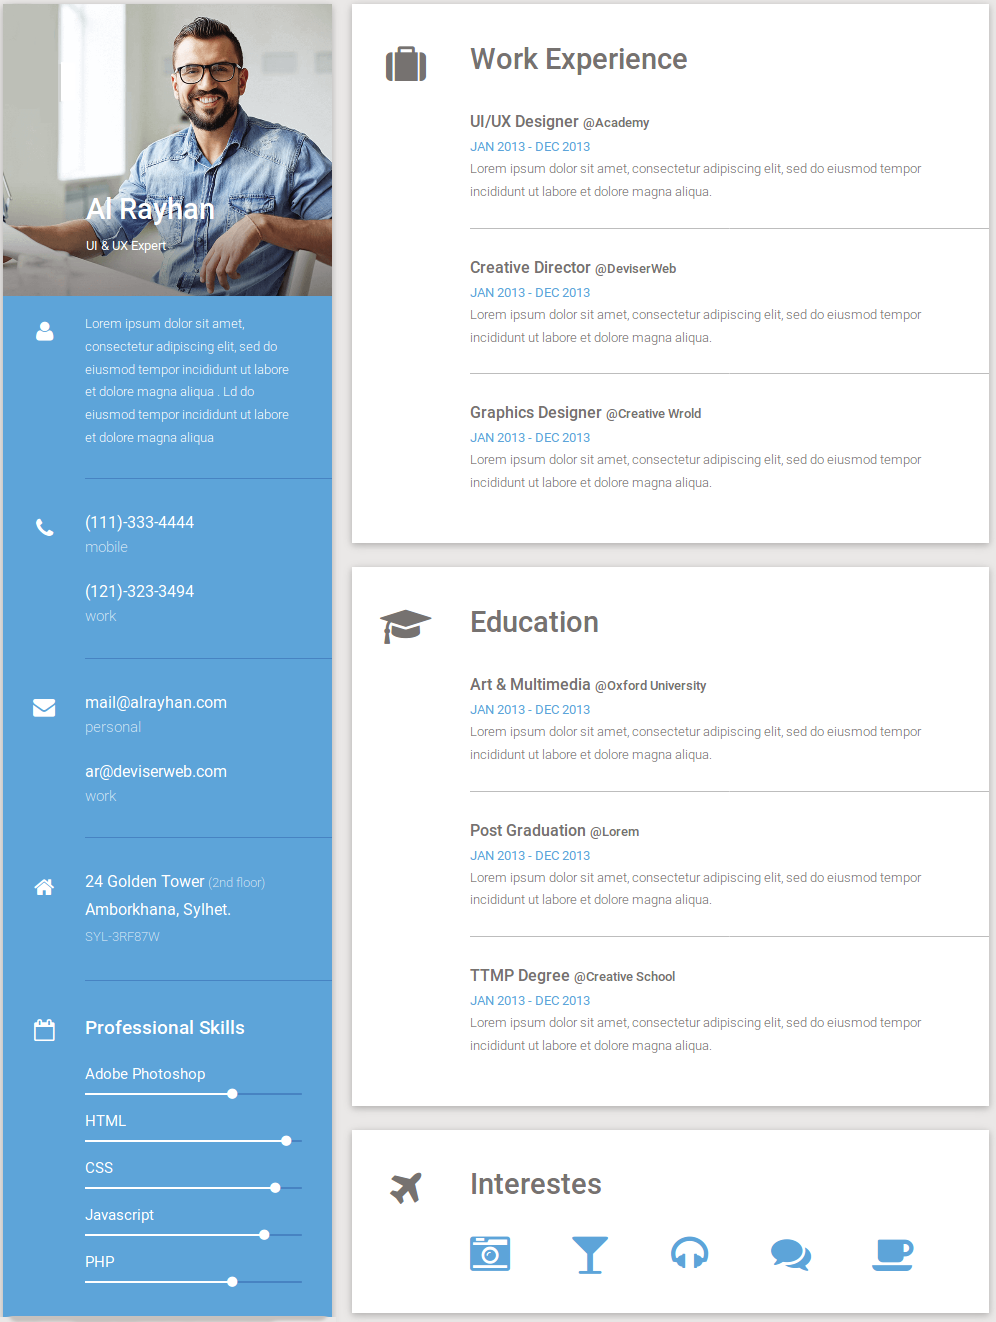 Al Rayhan
UI & UX Expert
Lorem ipsum dolor sit amet,
consectetur adipiscing elit, sed do
eiusmod tempor incididunt ut labore
et dolore magna aliqua . Ld do
eiusmod tempor incididunt ut labore
et dolore magna aliqua
(111)-333-4444
mobile
(121)-323-3494
work
mail@alrayhan.com
personal
ar@deviserweb.com
work
24 Golden Tower (2nd floor)
Amborkhana, Sylhet.
SYL-3RF87W
Professional Skills
Adobe Photoshop
HTML
CSS
Javascript
PHP
Work Experience
UI/UX Designer @Academy
JAN 2013 - DEC 2013
Lorem ipsum dolor sit amet, consectetur adipiscing elit, sed do eiusmod tempor
incididunt ut labore et dolore magna aliqua.
Creative Director @DeviserWeb
JAN 2013 - DEC 2013
Lorem ipsum dolor sit amet, consectetur adipiscing elit, sed do eiusmod tempor
incididunt ut labore et dolore magna aliqua.
Graphics Designer @Creative Wrold
JAN 2013 - DEC 2013
Lorem ipsum dolor sit amet, consectetur adipiscing elit, sed do eiusmod tempor
incididunt ut labore et dolore magna aliqua.
Education
Art & Multimedia @Oxford University
JAN 2013 - DEC 2013
Lorem ipsum dolor sit amet, consectetur adipiscing elit, sed do eiusmod tempor
incididunt ut labore et dolore magna aliqua.
Post Graduation @Lorem
JAN 2013 - DEC 2013
Lorem ipsum dolor sit amet, consectetur adipiscing elit, sed do eiusmod tempor
incididunt ut labore et dolore magna aliqua.
TTMP Degree @Creative School
JAN 2013 - DEC 2013
Lorem ipsum dolor sit amet, consectetur adipiscing elit, sed do eiusmod tempor
incididunt ut labore et dolore magna aliqua.
Interestes